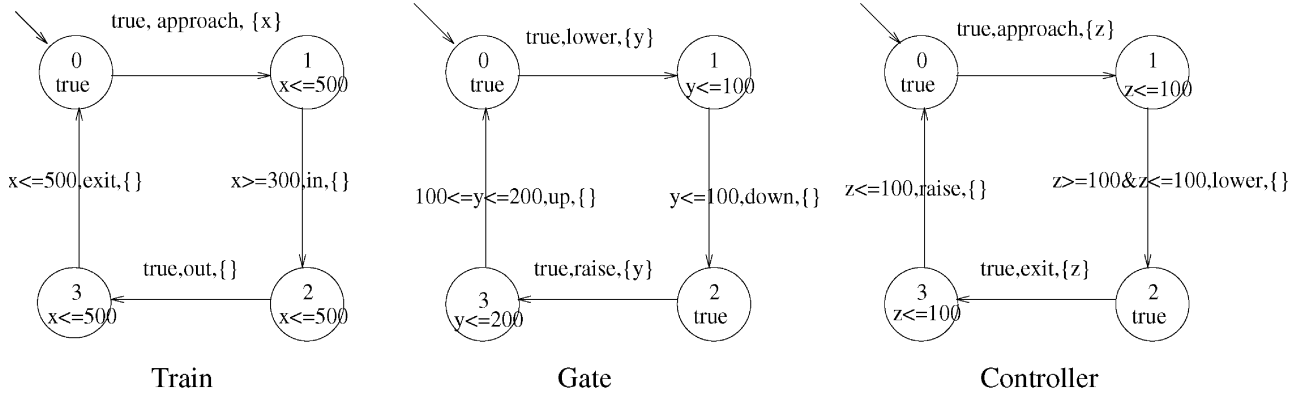 true, approach, {x}
0
true
1
x<=500
x<=500,exit,{}
x>=300,in,{}
true,out,{}
3
x<=500
2
x<=500
Train
true,lower,{y}
0
true
1
y<=100
100<=y<=200,up,{}
y<=100,down,{}
true,raise,{y}
3
y<=200
2
true
Gate
true,approach,{z}
0
true
1
z<=100
z<=100,raise,{}
z>=100&z<=100,lower,{}
true,exit,{z}
3
z<=100
2
true
Controller